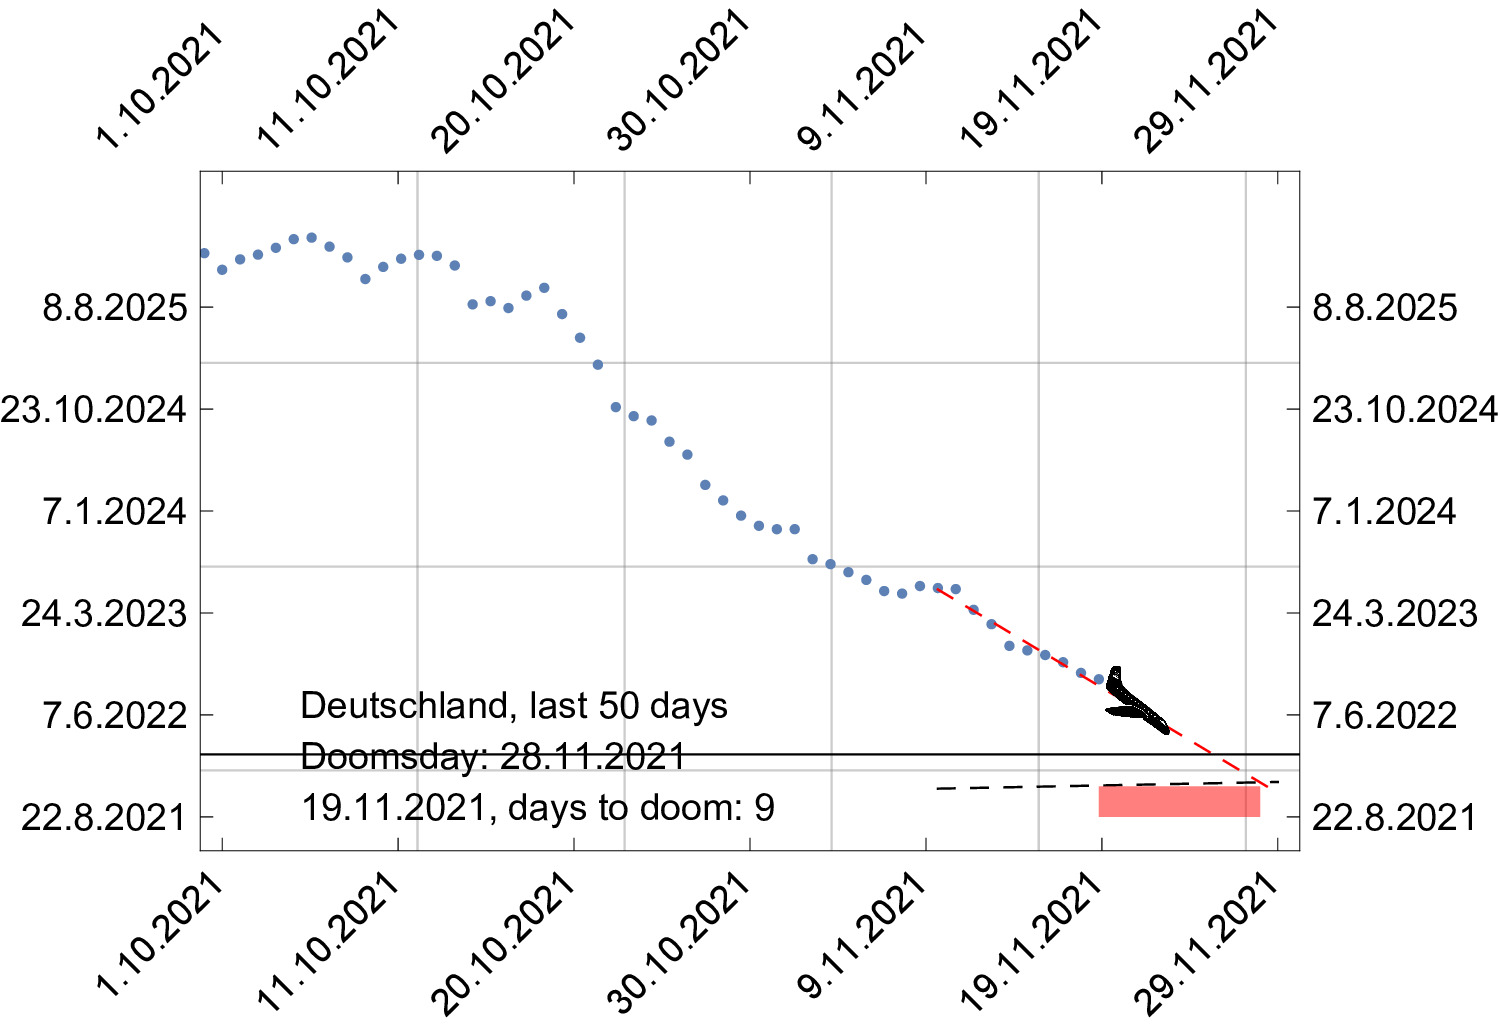 1.10.2021 11.10.2021 20.10.2021 30.10.2021 9.11.2021 19.11.2021 29.11.2021
8.8.2025 8.8.2025
23.10.2024 23.10.2024
7.1.2024 7.1.2024
24.3.2023 24.3.2023
Deutschland, last 50 days
7.6.2022 7.6.2022
Doomsday: 28.11.2021
19.11.2021, days to doom: 9
22.8.2021 22.8.2021
1.10.2021 11.10.2021 20.10.2021 30.10.2021 9.11.2021 19.11.2021 29.11.2021